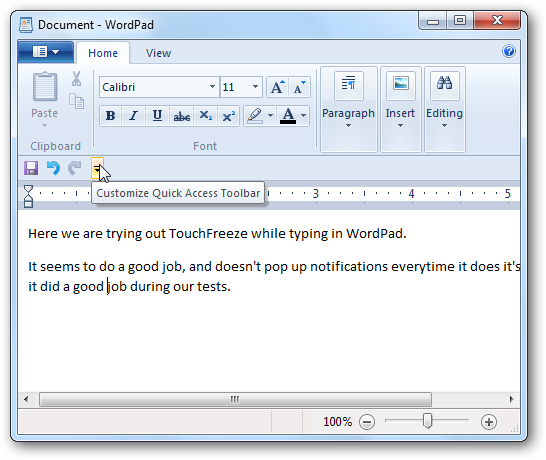 Document - WordPad
Home View
Calibri 11 A A
Paste
B I U abc X₂ X² A
Paragraph Insert Editing
Clipboard Font
Customize Quick Access Toolbar
3 4 5
Here we are trying out TouchFreeze while typing in WordPad.
It seems to do a good job, and doesn't pop up notifications everytime it does it's
it did a good job during our tests.
100%